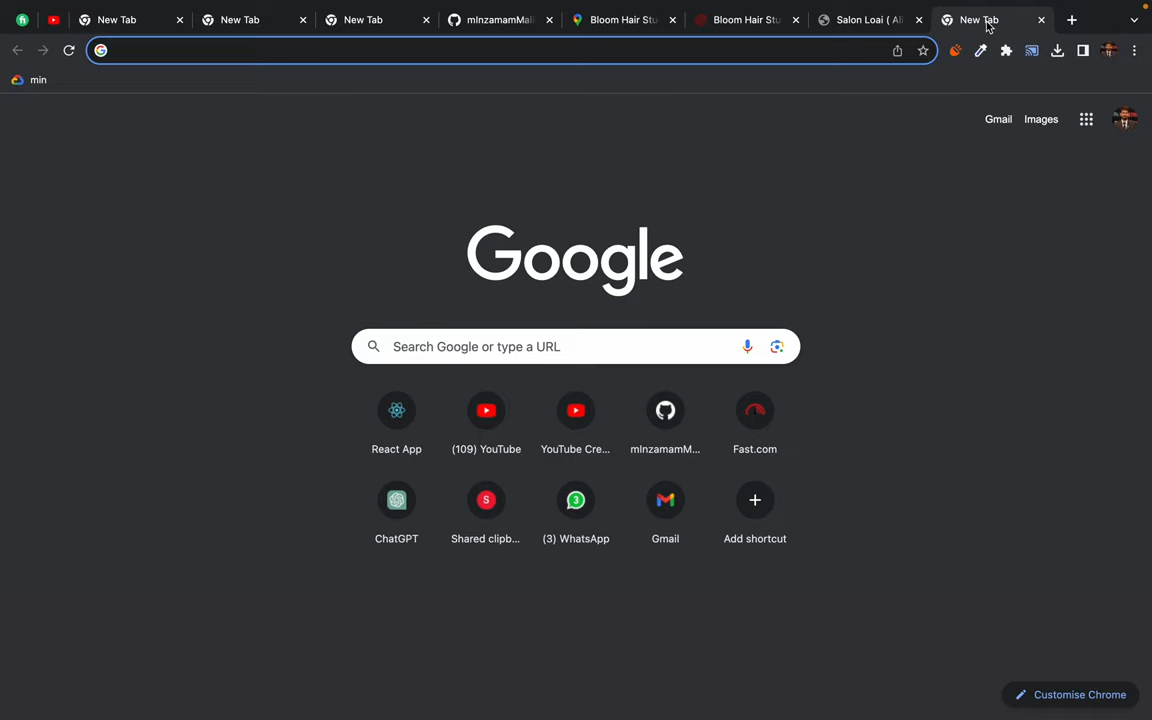 New Tab
New Tab
New Tab
mInzamamMali
Bloom Hair Stu
Bloom Hair Stu
Salon Loai ( Ali
New Tab
min
Gmail
Images
Google
Search Google or type a URL
React App
(109) YouTube
YouTube Cre...
mInzamamM...
Fast.com
S
3
ChatGPT
Shared clipb...
(3) WhatsApp
Gmail
Add shortcut
Customise Chrome